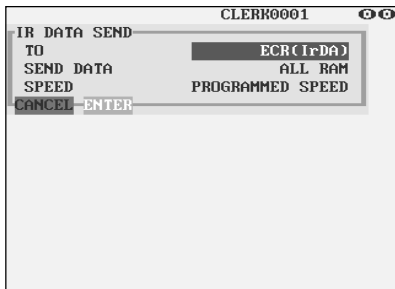 CLERK0001
IR DATA SEND
TO ECR(IrDA)
SEND DATA ALL RAM
SPEED PROGRAMMED SPEED
CANCEL ENTER